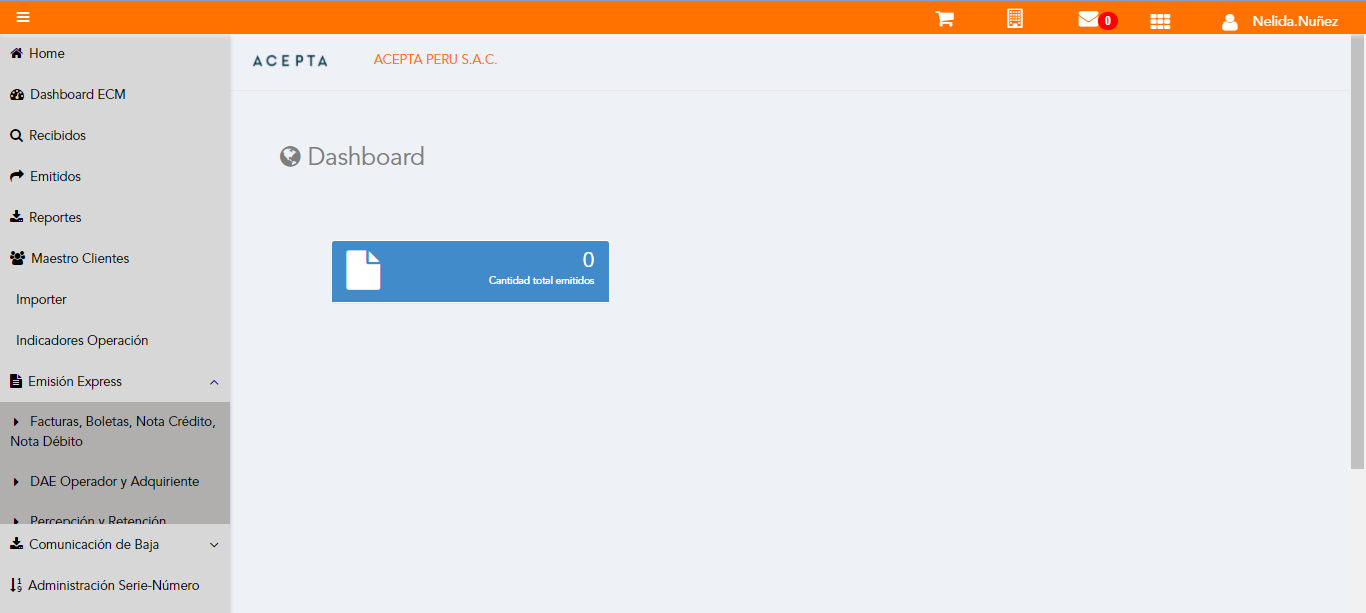 0
Nelida.Nuñez
Home
Dashboard ECM
Recibidos
Emitidos
Reportes
Maestro Clientes
Importer
Indicadores Operación
Emisión Express
Facturas, Boletas, Nota Crédito,
Nota Débito
DAE Operador y Adquiriente
Percepción y Retención
Comunicación de Baja
Administración Serie-Número
ACEPTA
ACEPTA PERU S.A.C.
Dashboard
0
Cantidad total emitidos